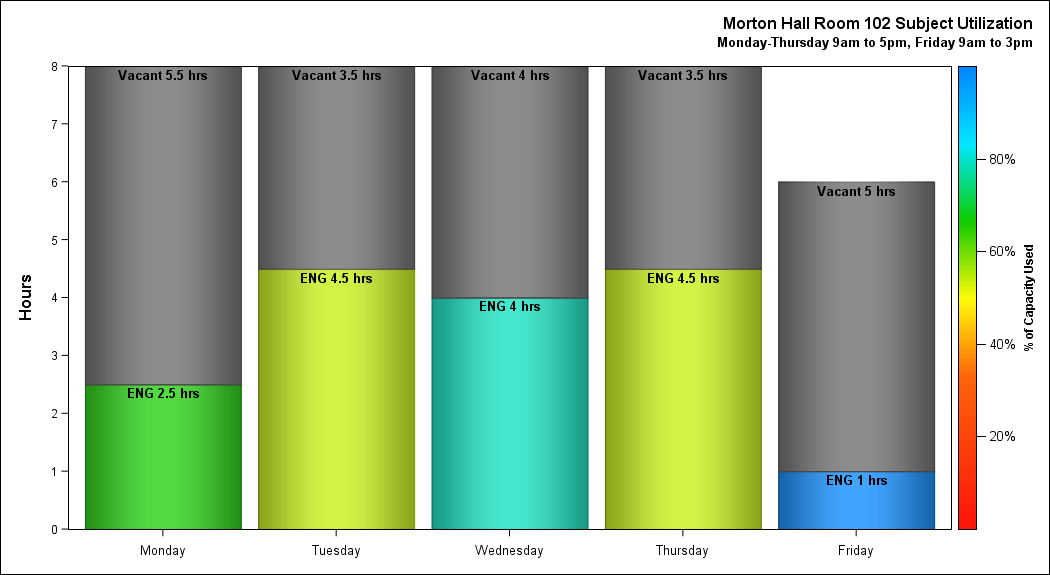 Morton Hall Room 102 Subject Utilization
Monday-Thursday 9am to 5pm, Friday 9am to 3pm
Hours
8
7
6
5
4
3
2
1
0
Vacant 5.5 hrs
ENG 2.5 hrs
Vacant 3.5 hrs
ENG 4.5 hrs
Vacant 4 hrs
ENG 4 hrs
Vacant 3.5 hrs
ENG 4.5 hrs
Vacant 5 hrs
ENG 1 hrs
Monday
Tuesday
Wednesday
Thursday
Friday
80%
60%
40%
20%
% of Capacity Used